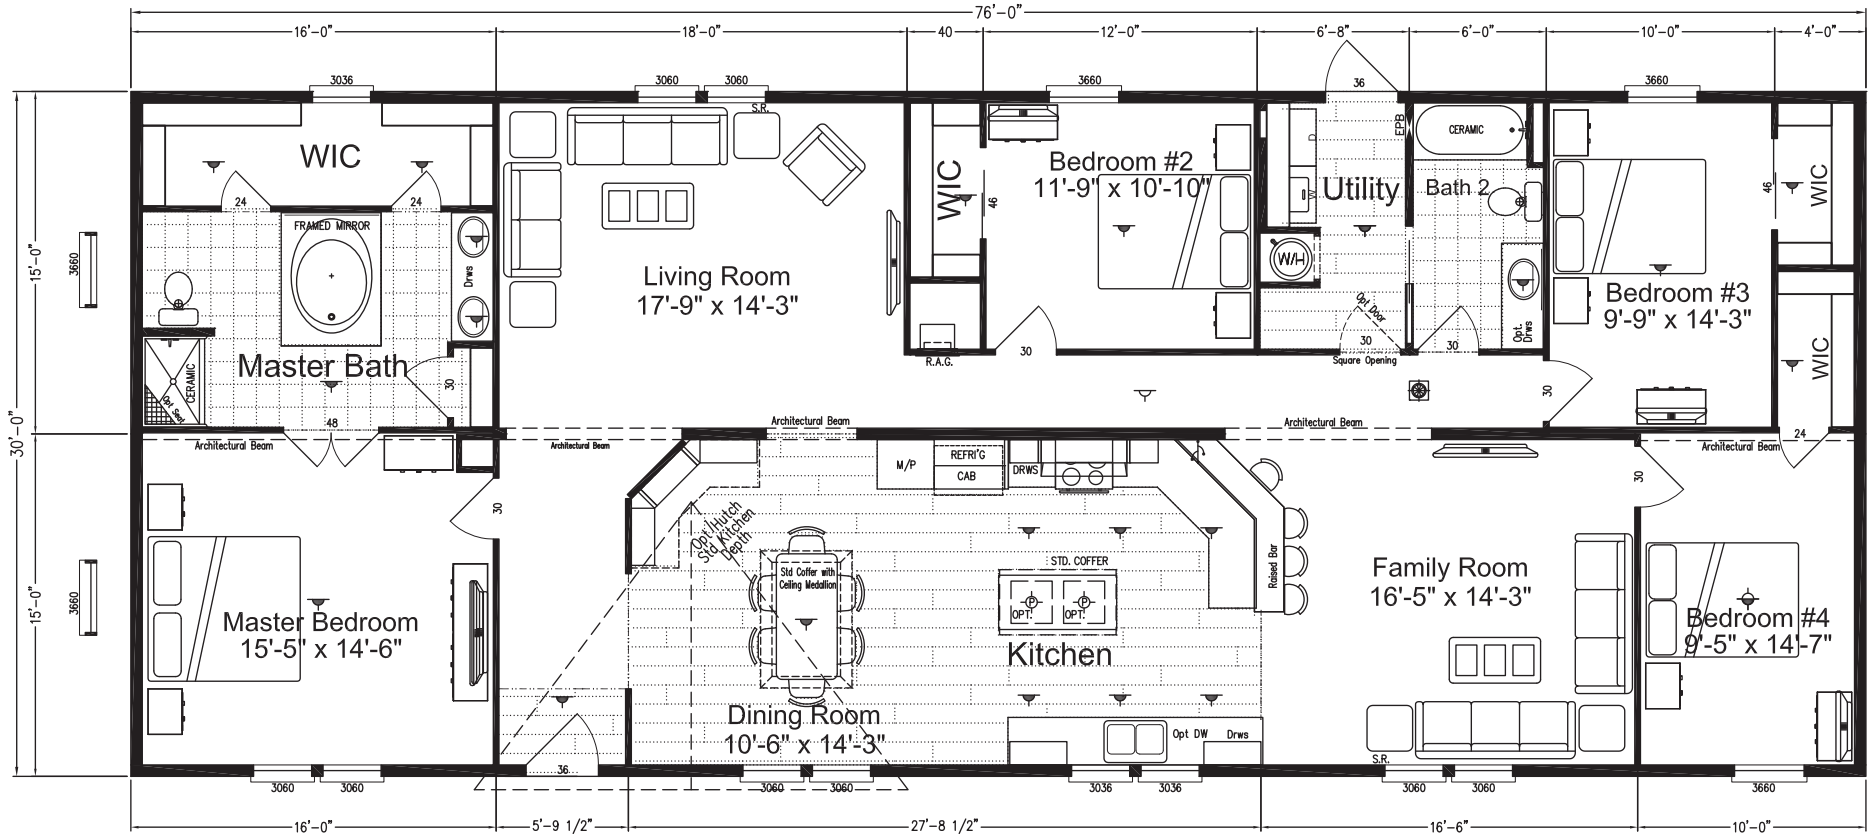 76'-0"
16'-0"
18'-0"
40
12'-0"
6'-8"
6'-0"
10'-0"
4'-0"
3036
3060
3060
3660
36
3660
S.R.
EPB
CERAMIC
D
W
WIC
WIC
46
Bedroom #2
11'-9" x 10'-10"
Utility
Bath 2
46
WIC
24
24
FRAMED MIRROR
Drws
3660
15'-0"
30'-0"
Living Room
17'-9" x 14'-3"
W/H
Opt Door
Opt.
Drws
Bedroom #3
9'-9" x 14'-3"
Master Bath
CERAMIC
Opt Seat
30
R.A.G.
30
30
Square Opening
30
30
WIC
48
Architectural Beam
Architectural Beam
Architectural Beam
Architectural Beam
Architectural Beam
24
M/P
REFRI'G
CAB
DRWS
30
30
Opt./Hutch
Std Kitchen
Depth
Std Coffer with
Ceiling Medallion
STD. COFFER
P
P
OPT.
OPT.
Raised Bar
3660
15'-0"
Master Bedroom
15'-5" x 14'-6"
Family Room
16'-5" x 14'-3"
Bedroom #4
9'-5" x 14'-7"
Kitchen
Dining Room
10'-6" x 14'-3"
Opt DW
Drws
S.R.
36
3060
3060
3060
3060
3036
3036
3060
3060
3660
16'-0"
5'-9 1/2"
27'-8 1/2"
16'-6"
10'-0"